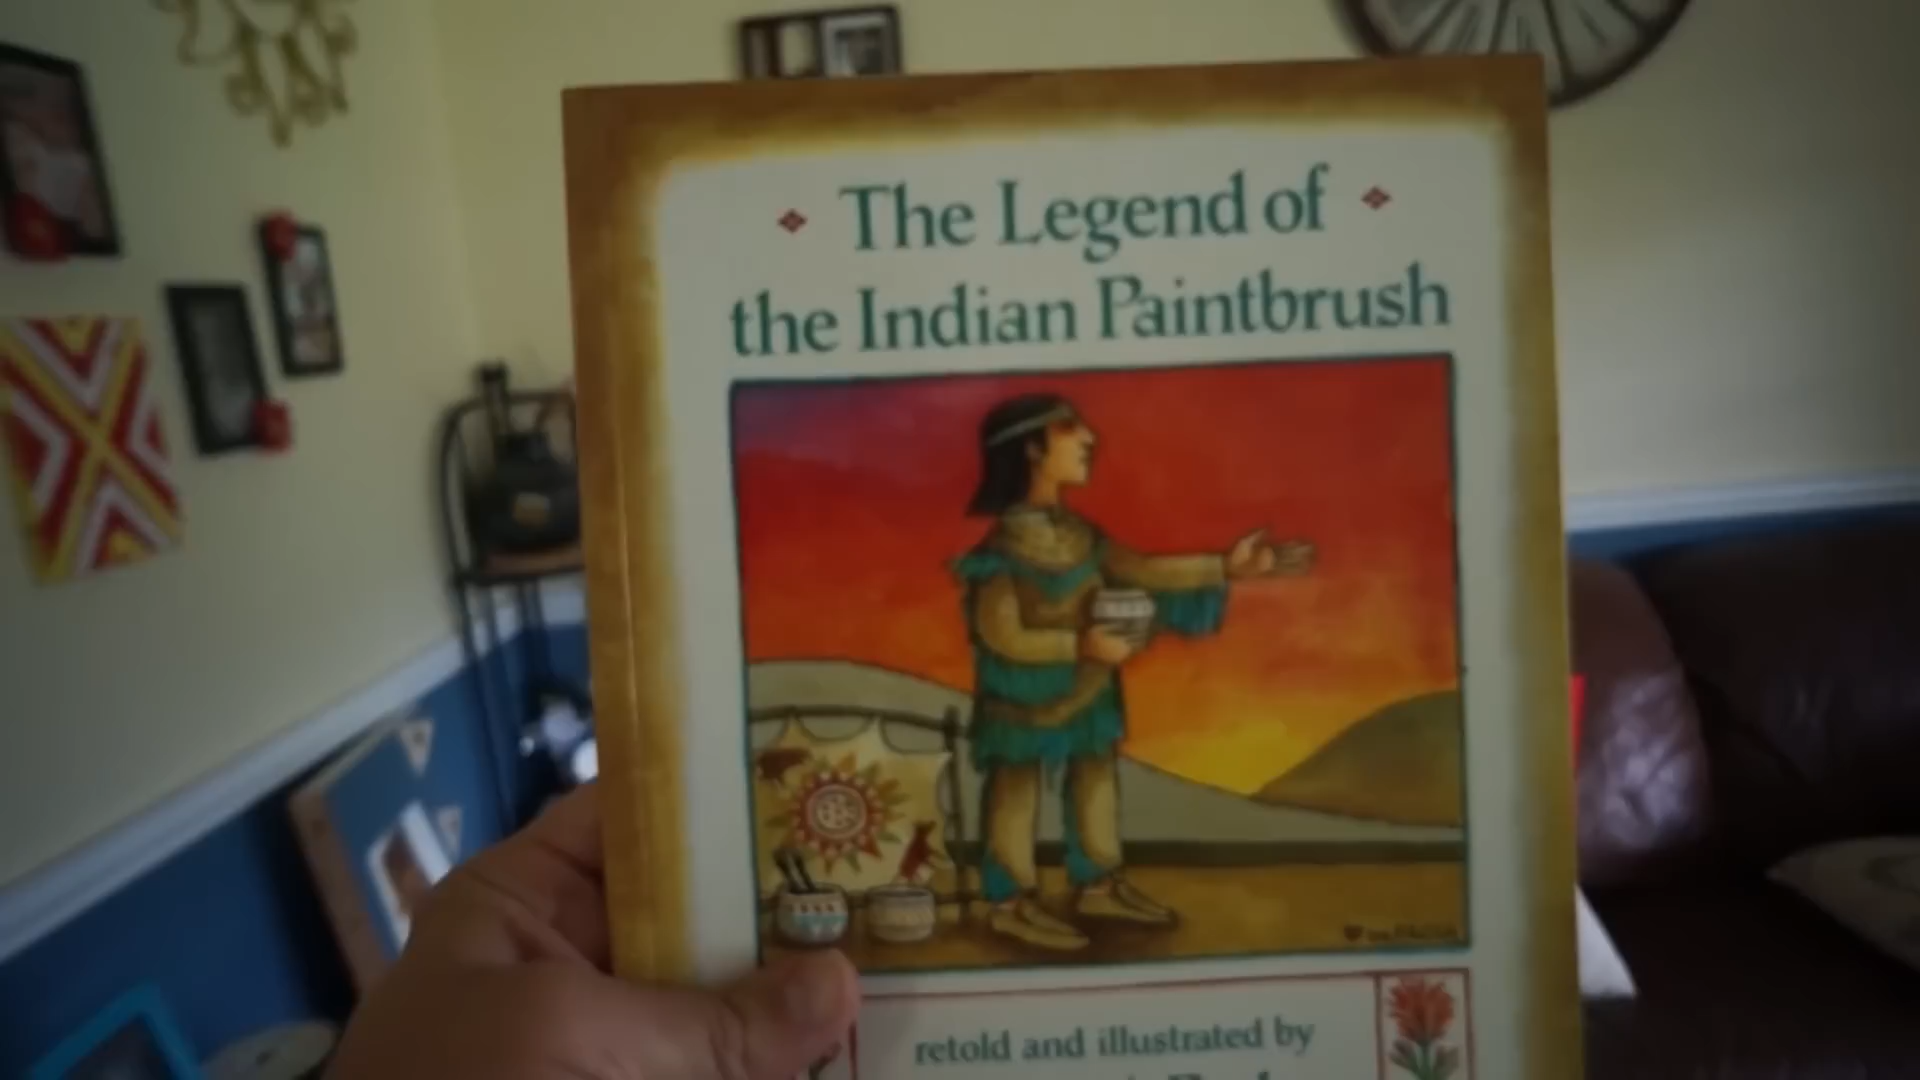 The Legend of
the Indian Paintbrush
retold and illustrated by